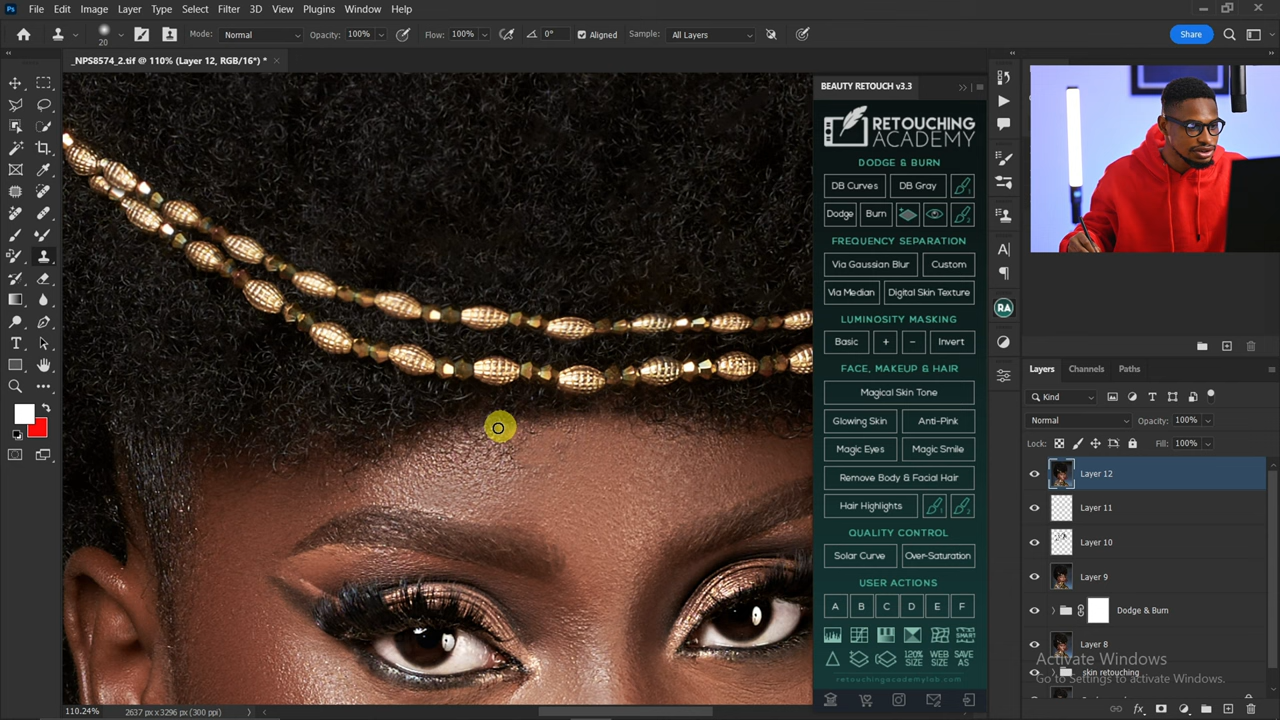 Ps File Edit Image Layer Type Select Filter 3D View Plugins Window Help
20 Mode: Normal Opacity: 100% Flow: 100% 0° Aligned Sample: All Layers Share
_NPS8574_2.tif @ 110% (Layer 12, RGB/16*) *
BEAUTY RETOUCH v3.3
RETOUCHING
ACADEMY
DODGE & BURN
DB Curves DB Gray
Dodge Burn
FREQUENCY SEPARATION
Via Gaussian Blur Custom
Via Median Digital Skin Texture
LUMINOSITY MASKING
Basic + − Invert
FACE, MAKEUP & HAIR
Magical Skin Tone
Glowing Skin Anti-Pink
Magic Eyes Magic Smile
Remove Body & Facial Hair
Hair Highlights
QUALITY CONTROL
Solar Curve Over-Saturation
USER ACTIONS
A B C D E F
SMART
120% SIZE WEB SIZE SAVE AS
retouchingacademylab.com
RA
Layers Channels Paths
Kind
Normal Opacity: 100%
Lock: Fill: 100%
Layer 12
Layer 11
Layer 10
Layer 9
Dodge & Burn
Layer 8
skin retouching
Activate Windows
Go to Settings to activate Windows.
110.24% 2637 px x 3296 px (300 ppi)